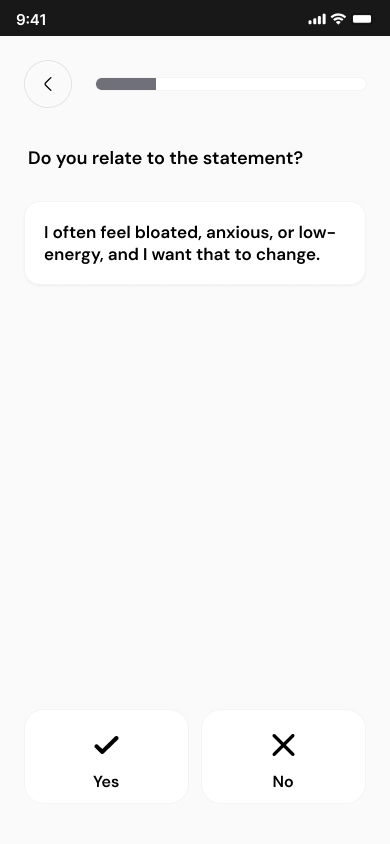 9:41
Do you relate to the statement?
I often feel bloated, anxious, or low-
energy, and I want that to change.
Yes
No